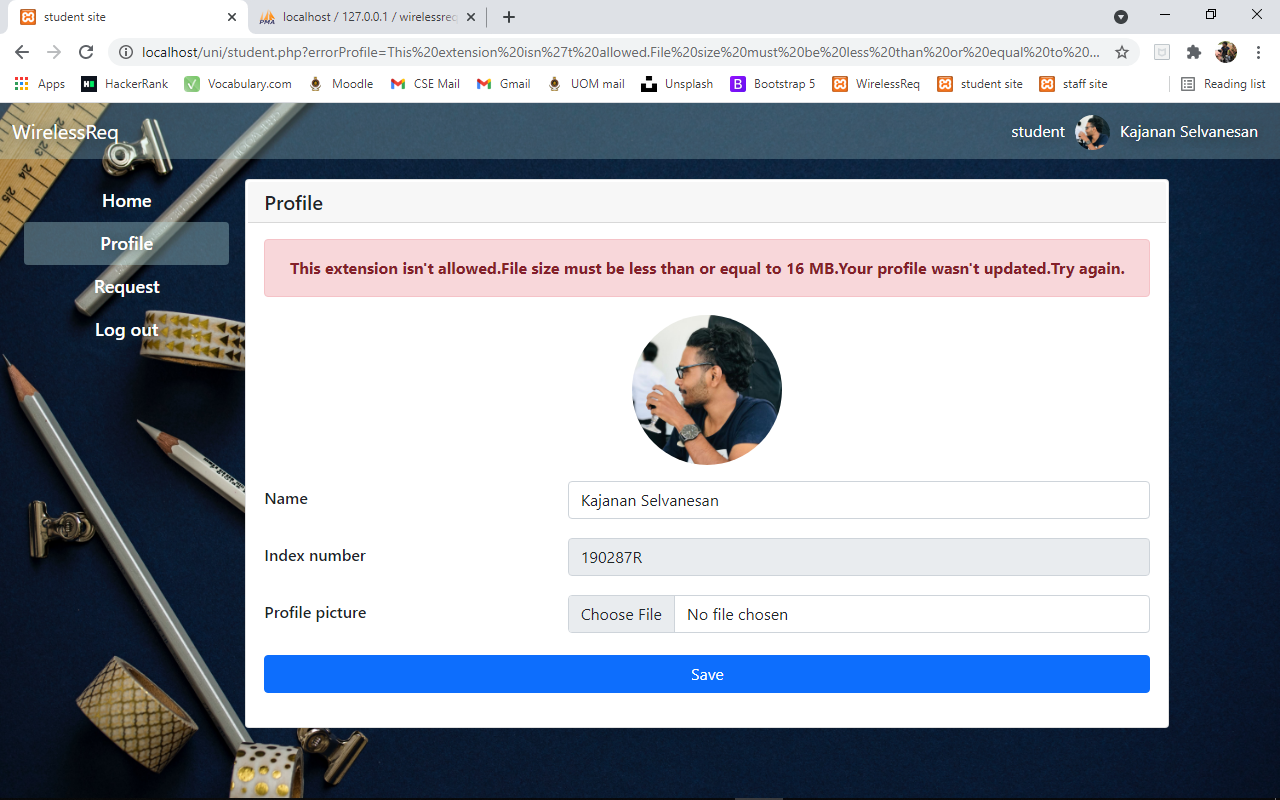 student site
localhost / 127.0.0.1 / wirelessreq
localhost/uni/student.php?errorProfile=This%20extension%20isn%27t%20allowed.File%20size%20must%20be%20less%20than%20or%20equal%20to%20...
Apps HackerRank Vocabulary.com Moodle CSE Mail Gmail UOM mail Unsplash Bootstrap 5 WirelessReq student site staff site Reading list
WirelessReq
student Kajanan Selvanesan
Home
Profile
Request
Log out
Profile
This extension isn't allowed.File size must be less than or equal to 16 MB.Your profile wasn't updated.Try again.
Name Kajanan Selvanesan
Index number 190287R
Profile picture Choose File No file chosen
Save